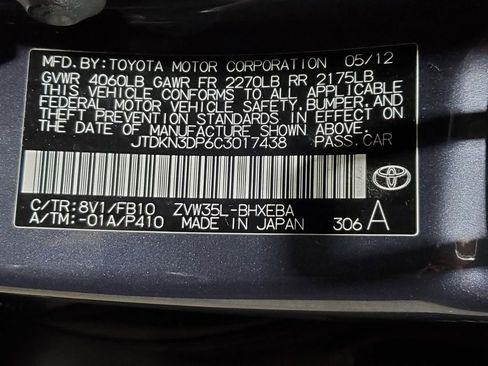 MFD. BY: TOYOTA MOTOR CORPORATION 05/12
GVWR 4060LB GAWR FR 2270LB RR 2175LB
THIS VEHICLE CONFORMS TO ALL APPLICABLE
FEDERAL MOTOR VEHICLE SAFETY, BUMPER, AND
THEFT PREVENTION STANDARDS IN EFFECT ON
THE DATE OF MANUFACTURE SHOWN ABOVE.
JTDKN3DP6C3017438 PASS. CAR
C/TR: 8V1/FB10 ZVW35L-BHXEBA
A/TM: -01A/P410 MADE IN JAPAN 306 A